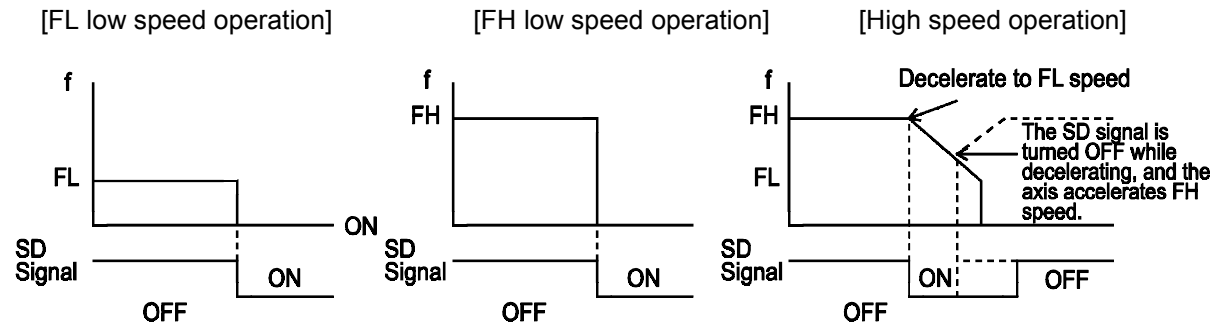 [FL low speed operation]
f
FL
ON
SD
Signal
ON
OFF
[FH low speed operation]
f
FH
SD
Signal
ON
OFF
[High speed operation]
f
Decelerate to FL speed
FH
The SD signal is
turned OFF while
decelerating, and the
axis accelerates FH
speed.
FL
SD
Signal
ON
OFF
OFF